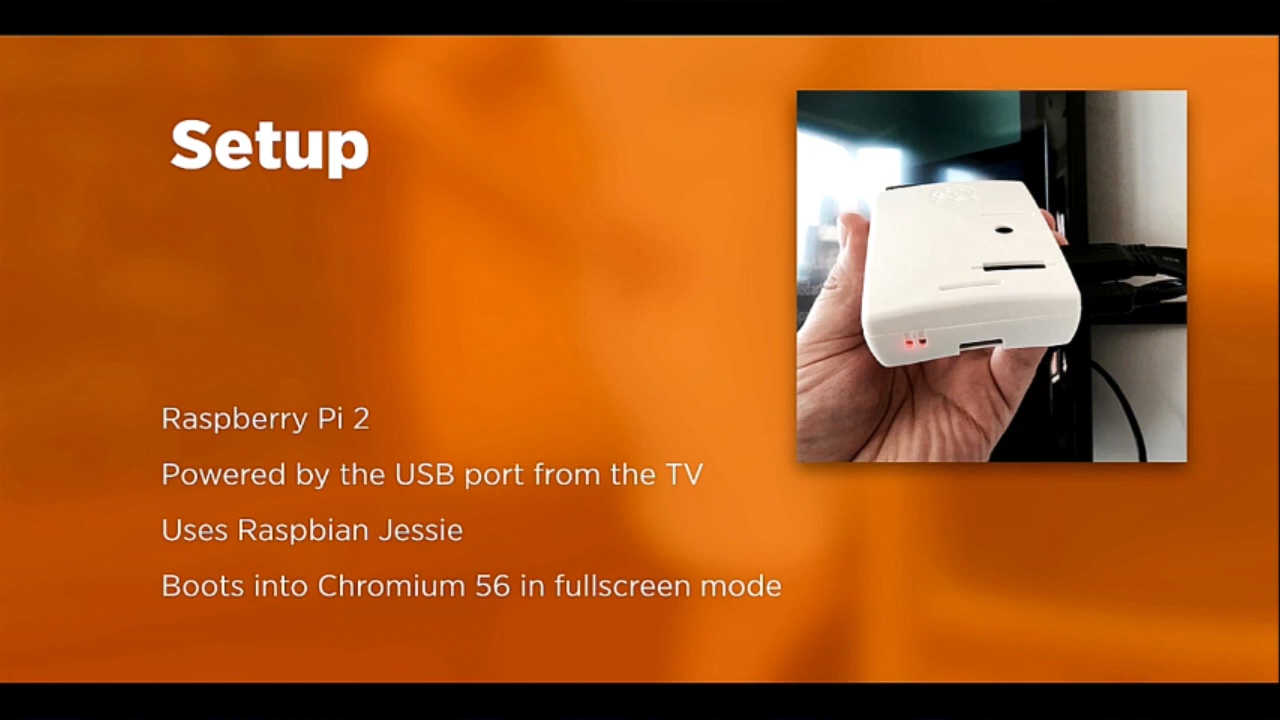 Setup
Raspberry Pi 2
Powered by the USB port from the TV
Uses Raspbian Jessie
Boots into Chromium 56 in fullscreen mode